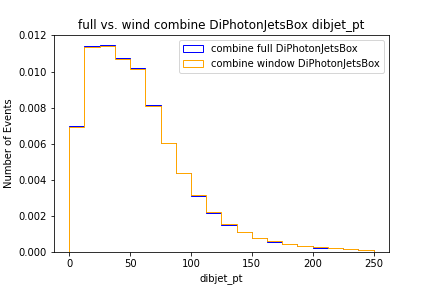 full vs. wind combine DiPhotonJetsBox dibjet_pt
combine full DiPhotonJetsBox
combine window DiPhotonJetsBox
Number of Events
0.012
0.010
0.008
0.006
0.004
0.002
0.000
0 50 100 150 200 250
dibjet_pt